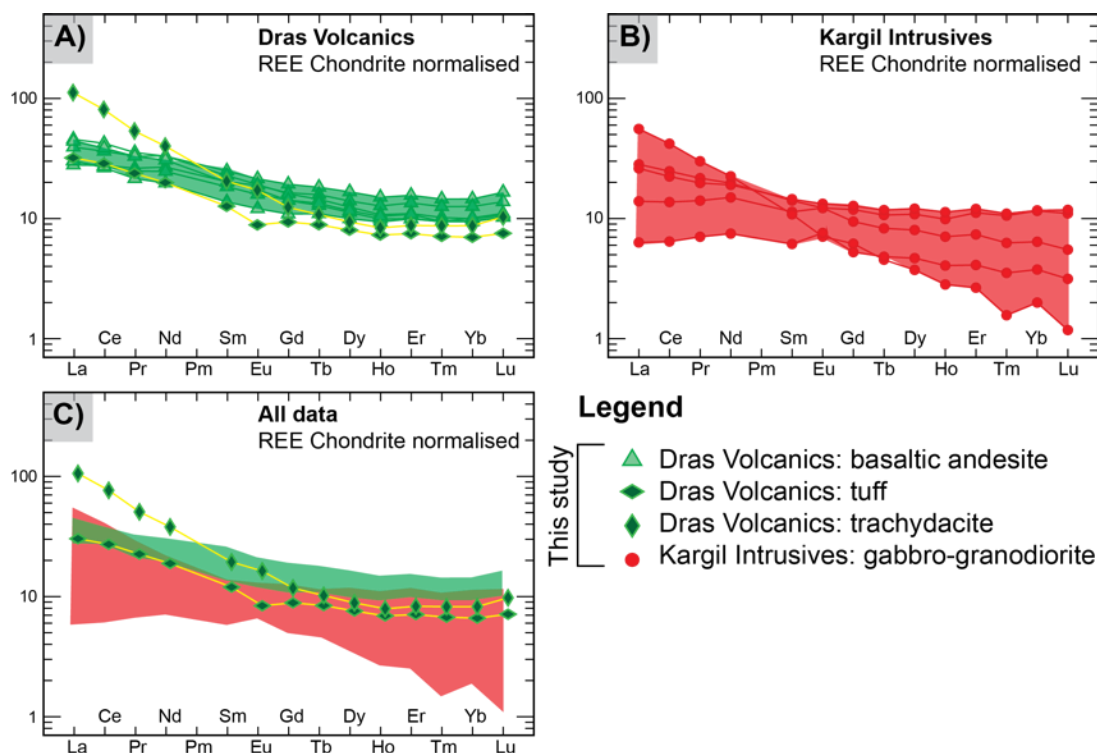 A)
Dras Volcanics
REE Chondrite normalised
100
10
1
Ce Nd Sm Gd Dy Er Yb
La Pr Pm Eu Tb Ho Tm Lu
B)
Kargil Intrusives
REE Chondrite normalised
100
10
1
Ce Nd Sm Gd Dy Er Yb
La Pr Pm Eu Tb Ho Tm Lu
C)
All data
REE Chondrite normalised
100
10
1
Ce Nd Sm Gd Dy Er Yb
La Pr Pm Eu Tb Ho Tm Lu
Legend
This study
Dras Volcanics: basaltic andesite
Dras Volcanics: tuff
Dras Volcanics: trachydacite
Kargil Intrusives: gabbro-granodiorite